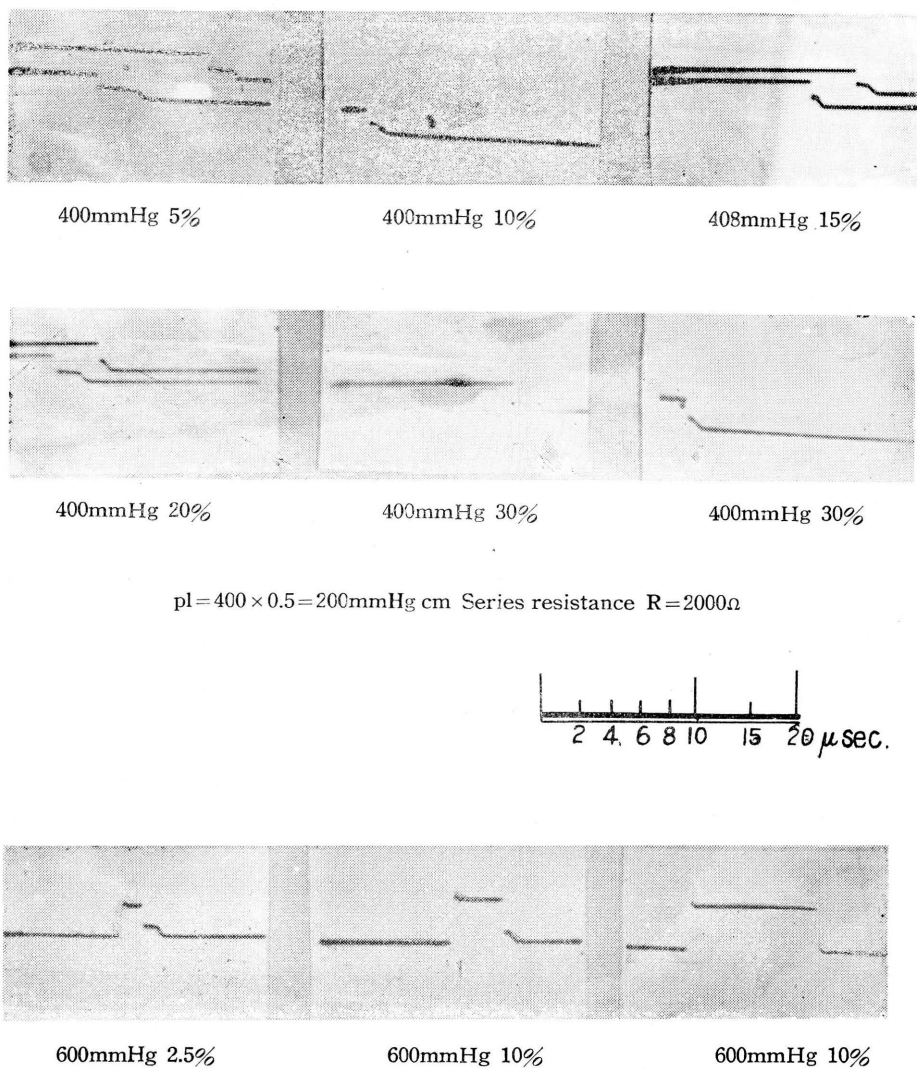 400mmHg 5% 400mmHg 10% 408mmHg 15%
400mmHg 20% 400mmHg 30% 400mmHg 30%
pl=400×0.5=200mmHg cm Series resistance R=2000Ω
2 4 6 8 10 15 20 μsec.
600mmHg 2.5% 600mmHg 10% 600mmHg 10%